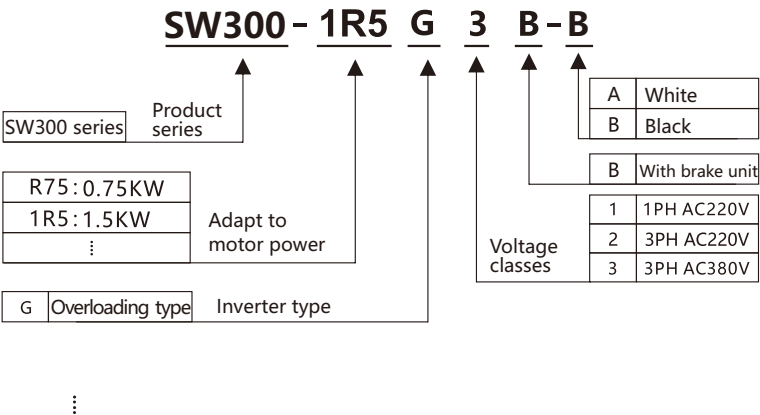 SW300-1R5 G 3 B-B
SW300 series
Product
series
A White
B Black
B With brake unit
R75:0.75KW
1R5:1.5KW
⋮
Adapt to
motor power
1 1PH AC220V
2 3PH AC220V
3 3PH AC380V
Voltage
classes
G Overloading type
Inverter type
⋮